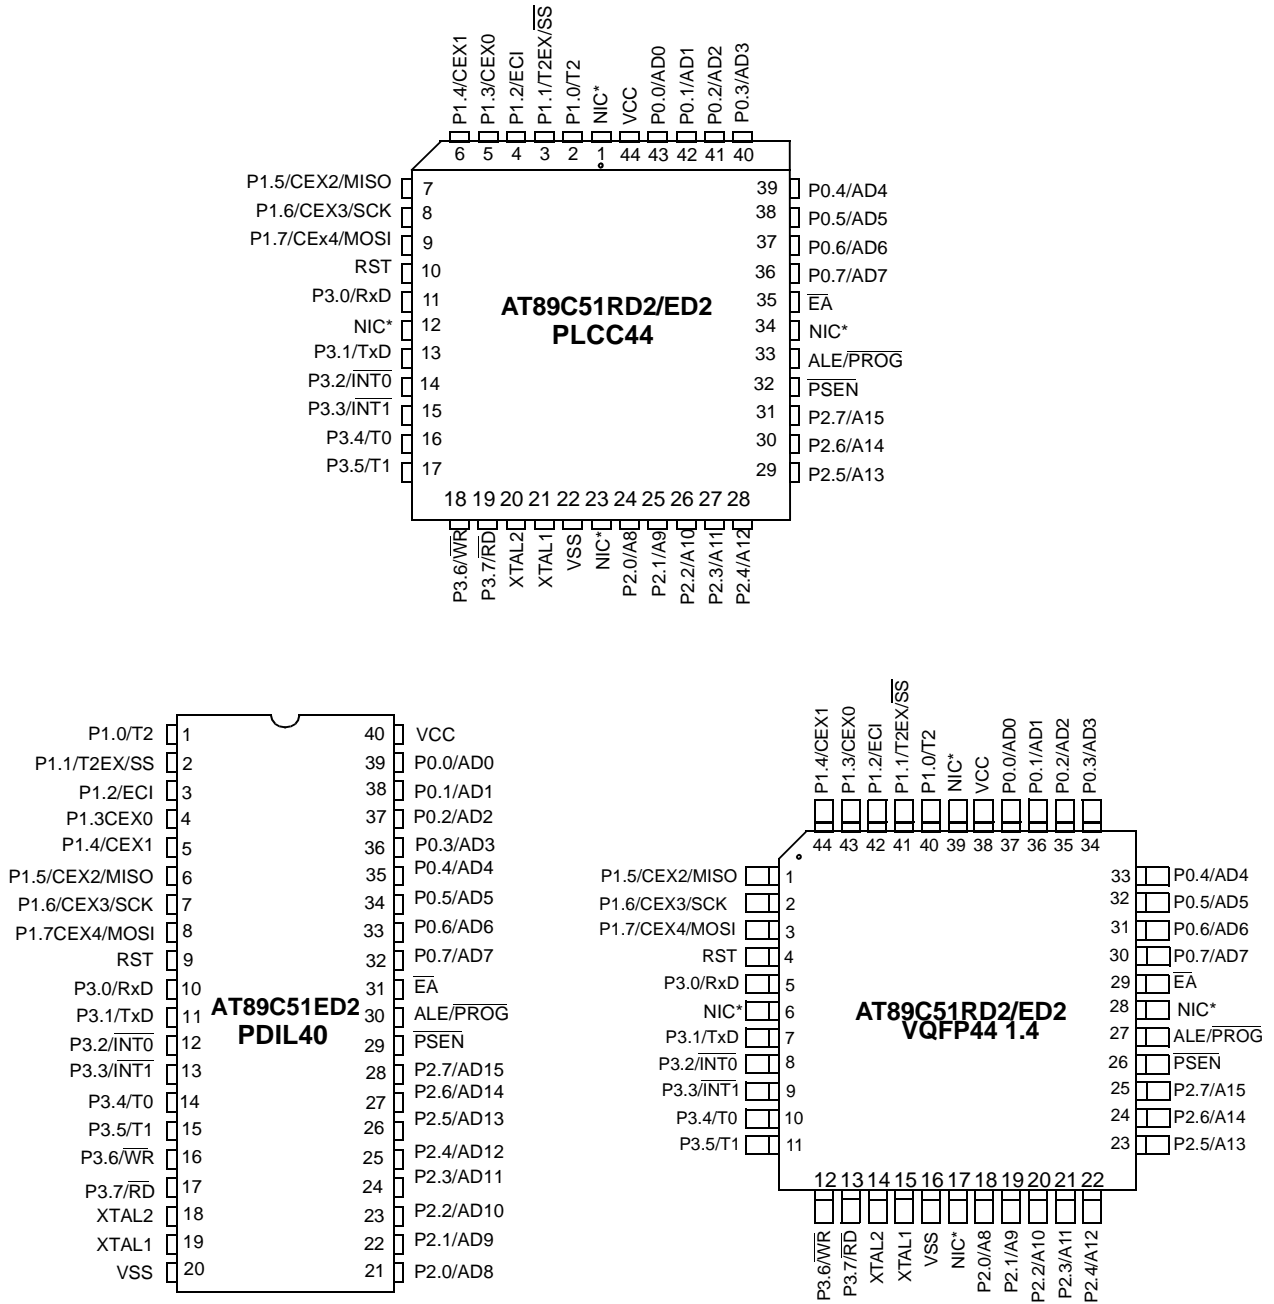 P1.4/CEX1
P1.3/CEX0
P1.2/ECI
P1.1/T2EX/S̅S̅
P1.0/T2
NIC*
VCC
P0.0/AD0
P0.1/AD1
P0.2/AD2
P0.3/AD3
6 5 4 3 2 1 44 43 42 41 40
P1.5/CEX2/MISO 7
P1.6/CEX3/SCK 8
P1.7/CEx4/MOSI 9
RST 10
P3.0/RxD 11
NIC* 12
P3.1/TxD 13
P3.2/I̅N̅T̅0̅ 14
P3.3/I̅N̅T̅1̅ 15
P3.4/T0 16
P3.5/T1 17
AT89C51RD2/ED2
PLCC44
39 P0.4/AD4
38 P0.5/AD5
37 P0.6/AD6
36 P0.7/AD7
35 E̅A̅
34 NIC*
33 ALE/P̅R̅O̅G̅
32 P̅S̅E̅N̅
31 P2.7/A15
30 P2.6/A14
29 P2.5/A13
18 19 20 21 22 23 24 25 26 27 28
P3.6/W̅R̅
P3.7/R̅D̅
XTAL2
XTAL1
VSS
NIC*
P2.0/A8
P2.1/A9
P2.2/A10
P2.3/A11
P2.4/A12
P1.0/T2 1
P1.1/T2EX/SS 2
P1.2/ECI 3
P1.3CEX0 4
P1.4/CEX1 5
P1.5/CEX2/MISO 6
P1.6/CEX3/SCK 7
P1.7CEX4/MOSI 8
RST 9
P3.0/RxD 10
P3.1/TxD 11
P3.2/I̅N̅T̅0̅ 12
P3.3/I̅N̅T̅1̅ 13
P3.4/T0 14
P3.5/T1 15
P3.6/W̅R̅ 16
P3.7/R̅D̅ 17
XTAL2 18
XTAL1 19
VSS 20
AT89C51ED2
PDIL40
40 VCC
39 P0.0/AD0
38 P0.1/AD1
37 P0.2/AD2
36 P0.3/AD3
35 P0.4/AD4
34 P0.5/AD5
33 P0.6/AD6
32 P0.7/AD7
31 E̅A̅
30 ALE/P̅R̅O̅G̅
29 P̅S̅E̅N̅
28 P2.7/AD15
27 P2.6/AD14
26 P2.5/AD13
25 P2.4/AD12
24 P2.3/AD11
23 P2.2/AD10
22 P2.1/AD9
21 P2.0/AD8
P1.4/CEX1
P1.3/CEX0
P1.2/ECI
P1.1/T2EX/S̅S̅
P1.0/T2
NIC*
VCC
P0.0/AD0
P0.1/AD1
P0.2/AD2
P0.3/AD3
44 43 42 41 40 39 38 37 36 35 34
P1.5/CEX2/MISO 1
P1.6/CEX3/SCK 2
P1.7/CEX4/MOSI 3
RST 4
P3.0/RxD 5
NIC* 6
P3.1/TxD 7
P3.2/I̅N̅T̅0̅ 8
P3.3/I̅N̅T̅1̅ 9
P3.4/T0 10
P3.5/T1 11
AT89C51RD2/ED2
VQFP44 1.4
33 P0.4/AD4
32 P0.5/AD5
31 P0.6/AD6
30 P0.7/AD7
29 E̅A̅
28 NIC*
27 ALE/P̅R̅O̅G̅
26 P̅S̅E̅N̅
25 P2.7/A15
24 P2.6/A14
23 P2.5/A13
12 13 14 15 16 17 18 19 20 21 22
P3.6/W̅R̅
P3.7/R̅D̅
XTAL2
XTAL1
VSS
NIC*
P2.0/A8
P2.1/A9
P2.2/A10
P2.3/A11
P2.4/A12